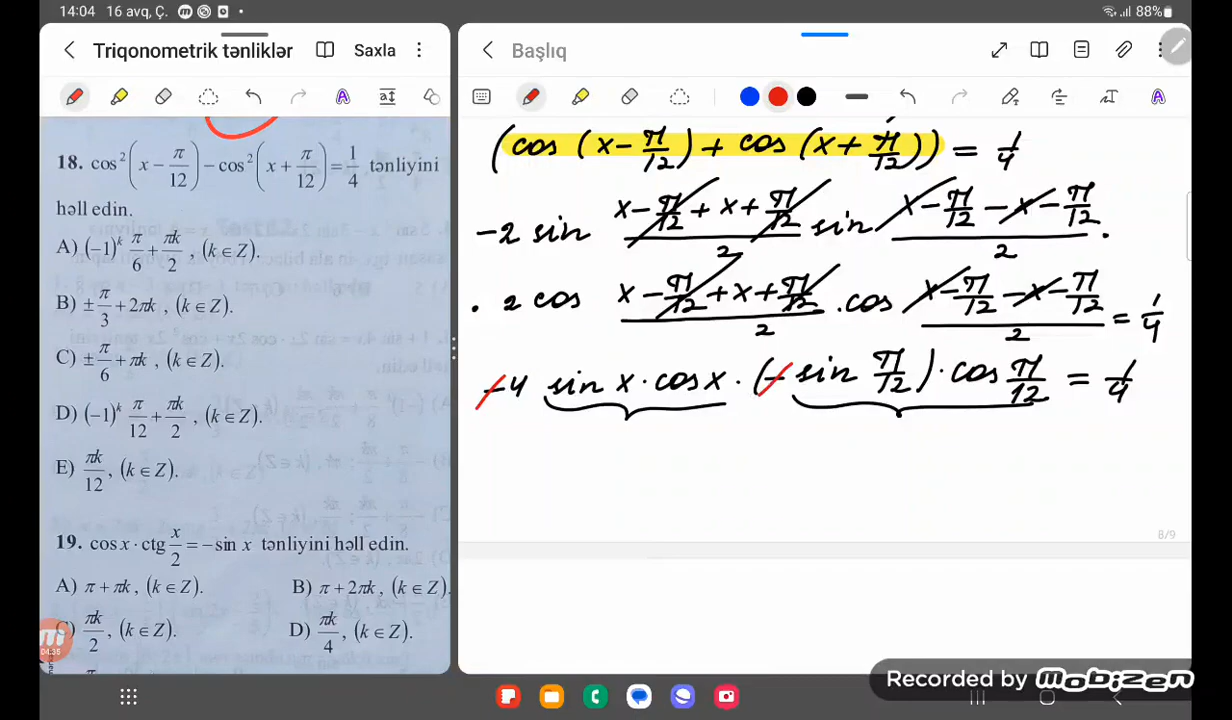 14:04 16 avq, Ç. 88%
Triqonometrik tənliklər Saxla
18. cos²(x − π/12) − cos²(x + π/12) = 1/4 tənliyini
həll edin.
A) (−1)^k π/6 + πk/2, (k ∈ Z).
B) ± π/3 + 2πk, (k ∈ Z).
C) ± π/6 + πk, (k ∈ Z).
D) (−1)^k π/12 + πk/2, (k ∈ Z).
E) πk/12, (k ∈ Z).
19. cos x · ctg x/2 = − sin x tənliyini həll edin.
A) π + πk, (k ∈ Z). B) π + 2πk, (k ∈ Z).
C) πk/2, (k ∈ Z). D) πk/4, (k ∈ Z).
04:35
Başlıq
(cos (x − π/12) + cos (x + π/12)) = 1/4
−2 sin (x − π/12 + x + π/12)/2 sin (x − π/12 − x − π/12)/2 ·
· 2 cos (x − π/12 + x + π/12)/2 · cos (x − π/12 − x − π/12)/2 = 1/4
−4 sin x · cos x · (− sin π/12) · cos π/12 = 1/4
8/9
Recorded by mobizen